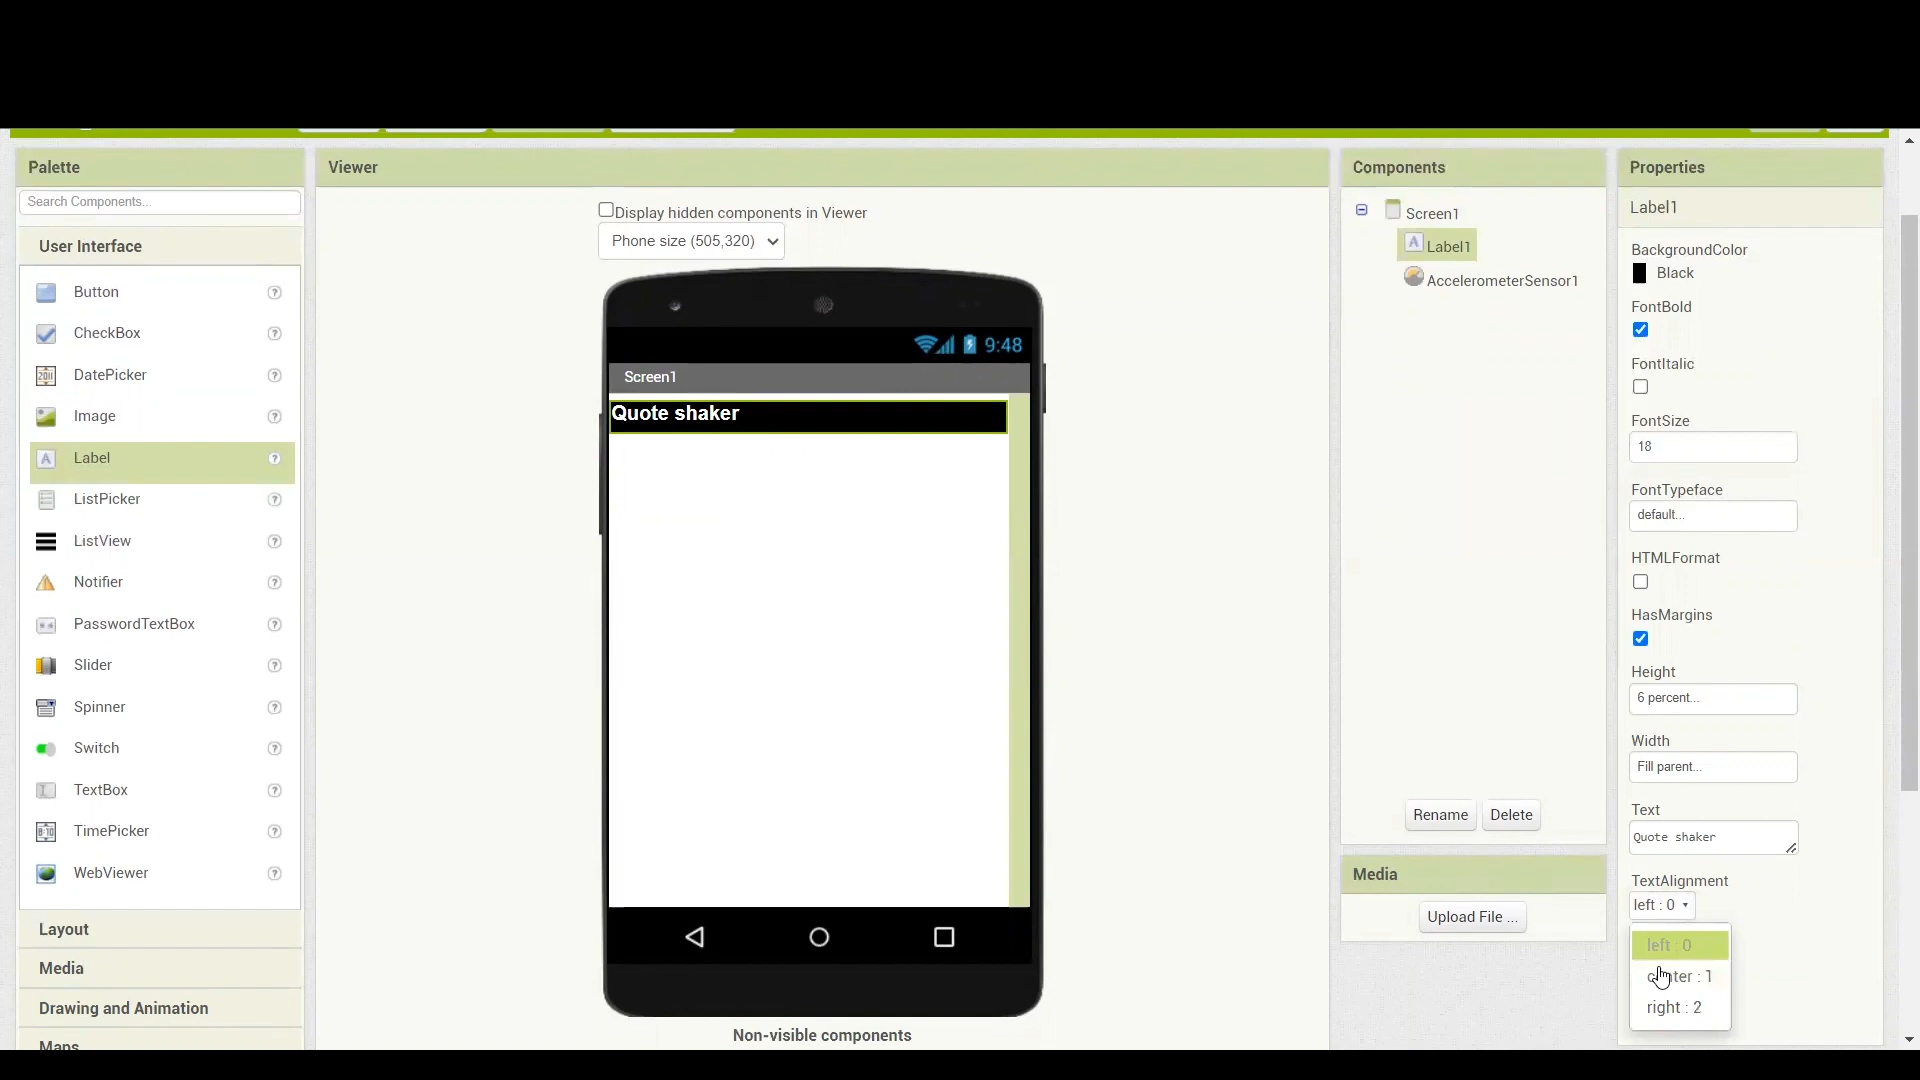 Palette
Search Components...
User Interface
Button
CheckBox
DatePicker
Image
Label
ListPicker
ListView
Notifier
PasswordTextBox
Slider
Spinner
Switch
TextBox
TimePicker
WebViewer
Layout
Media
Drawing and Animation
Maps
Viewer
Display hidden components in Viewer
Phone size (505,320)
9:48
Screen1
Quote shaker
Non-visible components
Components
Screen1
Label1
AccelerometerSensor1
Rename Delete
Media
Upload File ...
Properties
Label1
BackgroundColor
Black
FontBold
FontItalic
FontSize
18
FontTypeface
default...
HTMLFormat
HasMargins
Height
6 percent...
Width
Fill parent...
Text
Quote shaker
TextAlignment
left : 0
left : 0
center : 1
right : 2